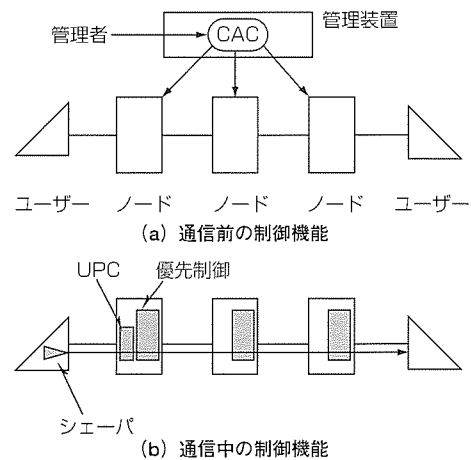 管理装置
管理者
CAC
ユーザー ノード ノード ノード ユーザー
(a) 通信前の制御機能
UPC 優先制御
シェーパ
(b) 通信中の制御機能